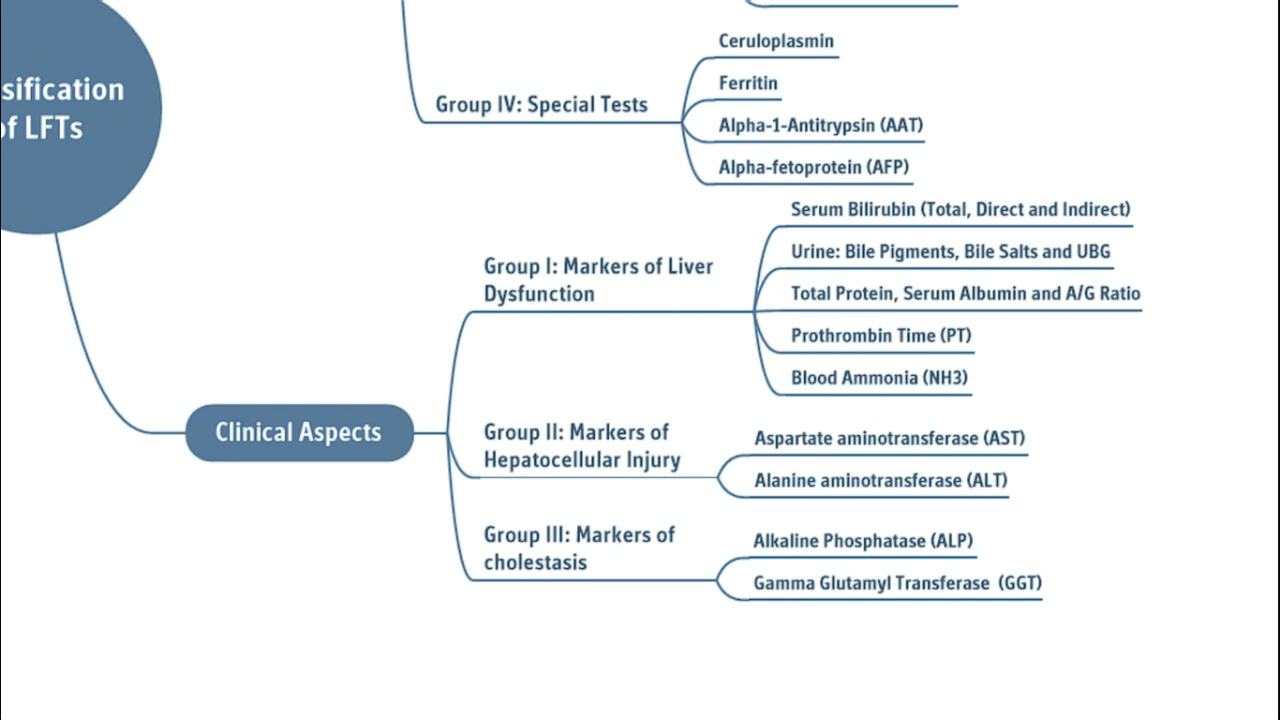 sification
of LFTs
Group IV: Special Tests
Ceruloplasmin
Ferritin
Alpha-1-Antitrypsin (AAT)
Alpha-fetoprotein (AFP)
Clinical Aspects
Group I: Markers of Liver
Dysfunction
Serum Bilirubin (Total, Direct and Indirect)
Urine: Bile Pigments, Bile Salts and UBG
Total Protein, Serum Albumin and A/G Ratio
Prothrombin Time (PT)
Blood Ammonia (NH3)
Group II: Markers of
Hepatocellular Injury
Aspartate aminotransferase (AST)
Alanine aminotransferase (ALT)
Group III: Markers of
cholestasis
Alkaline Phosphatase (ALP)
Gamma Glutamyl Transferase (GGT)